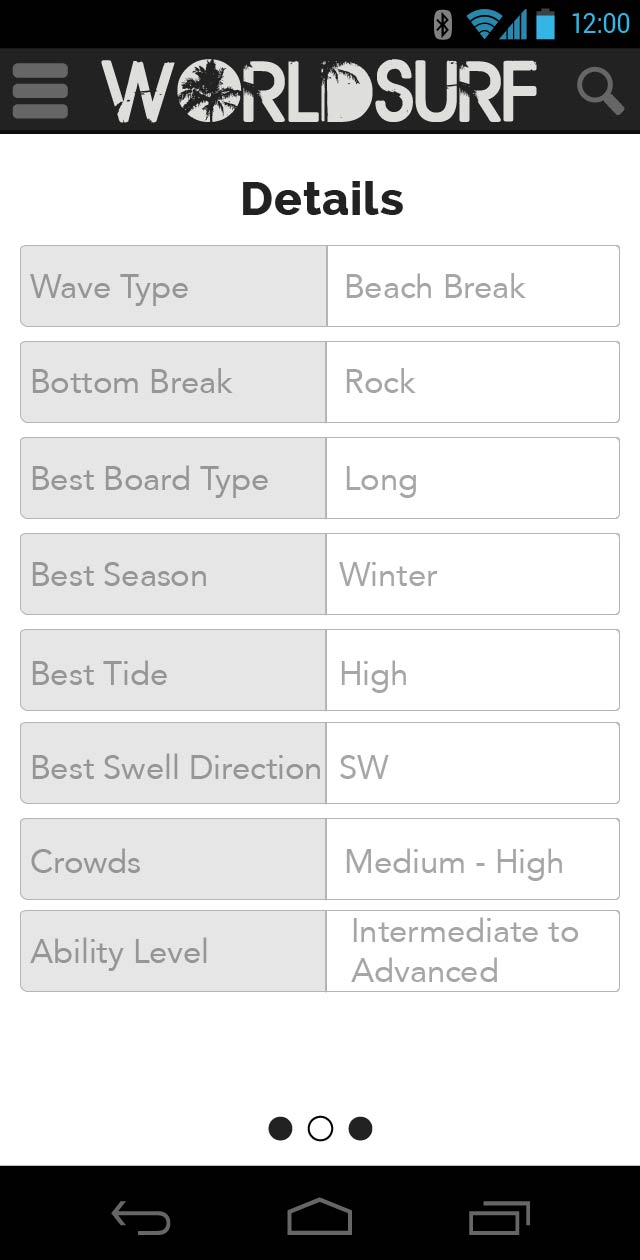 12:00
WORLDSURF
Details
Wave Type Beach Break
Bottom Break Rock
Best Board Type Long
Best Season Winter
Best Tide High
Best Swell Direction SW
Crowds Medium - High
Ability Level Intermediate to
Advanced